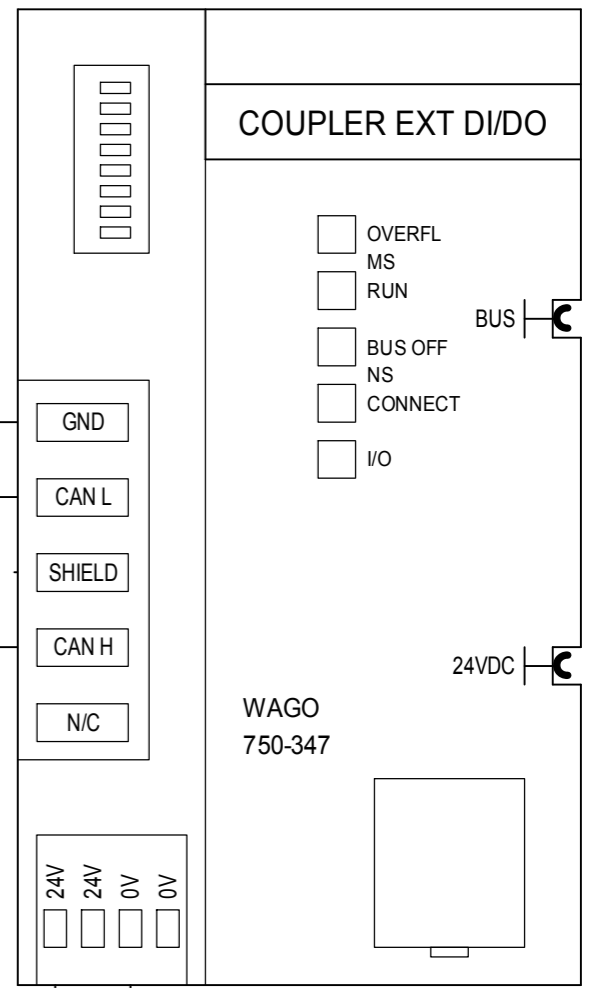 COUPLER EXT DI/DO
OVERFL
MS
RUN
BUS OFF
NS
CONNECT
I/O
BUS
24VDC
GND
CAN L
SHIELD
CAN H
N/C
WAGO
750-347
24V
24V
0V
0V